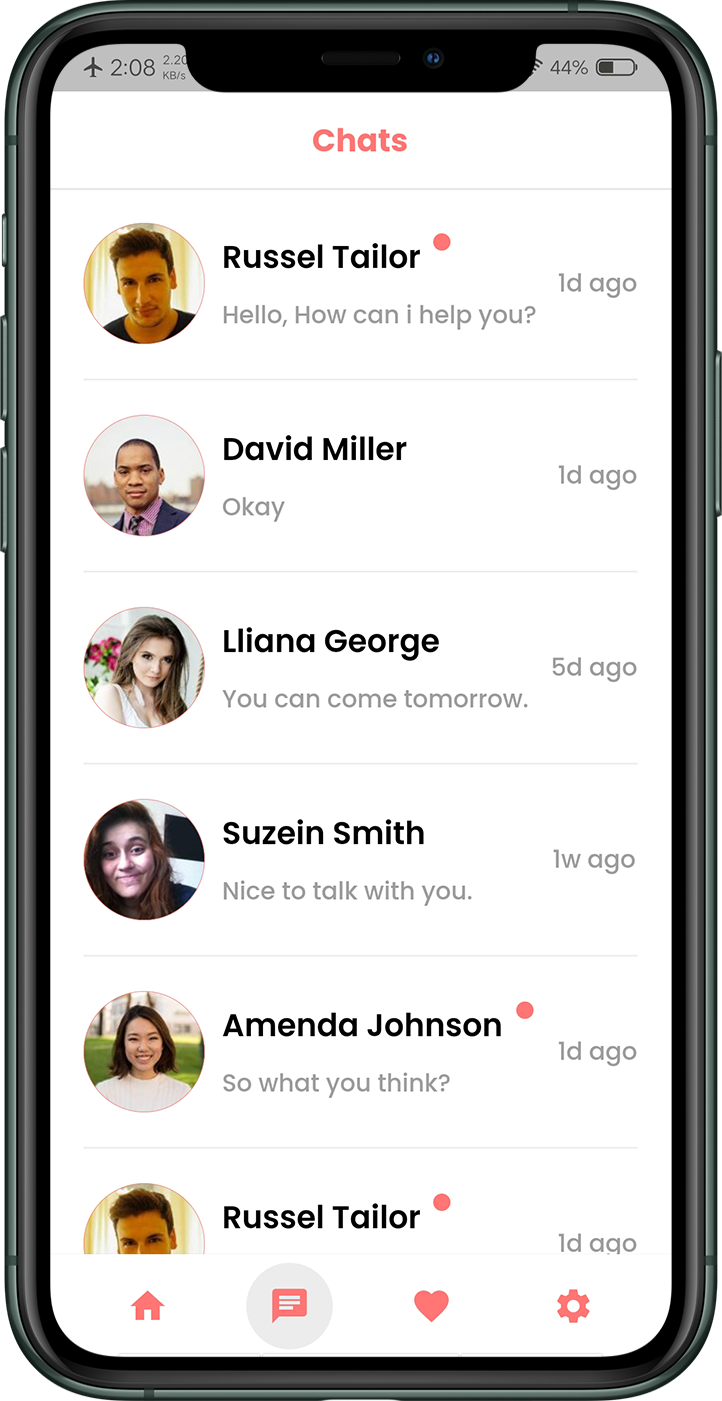 2:08 2.20 KB/s 44%
Chats
Russel Tailor
Hello, How can i help you?
1d ago
David Miller
Okay
1d ago
Lliana George
You can come tomorrow.
5d ago
Suzein Smith
Nice to talk with you.
1w ago
Amenda Johnson
So what you think?
1d ago
Russel Tailor
1d ago